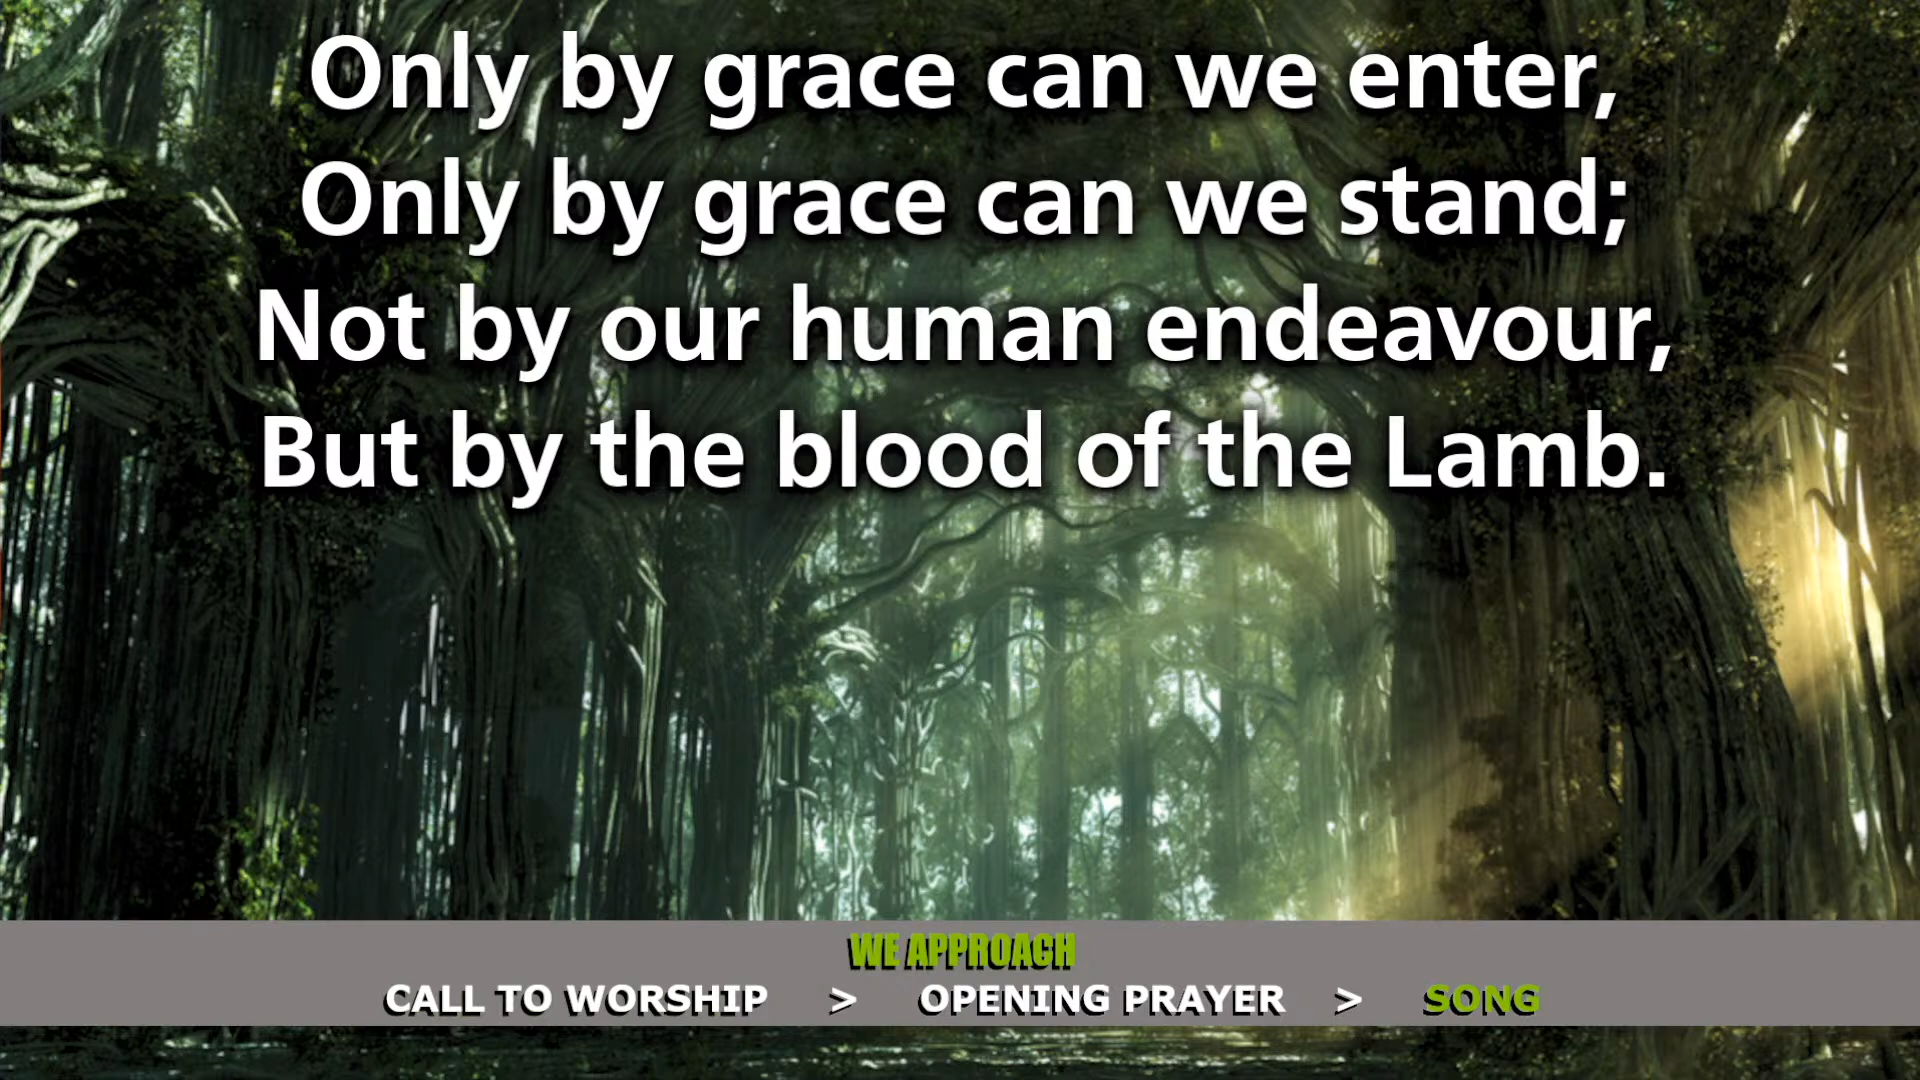 Only by grace can we enter,
Only by grace can we stand;
Not by our human endeavour,
But by the blood of the Lamb.
WE APPROACH
CALL TO WORSHIP > OPENING PRAYER > SONG